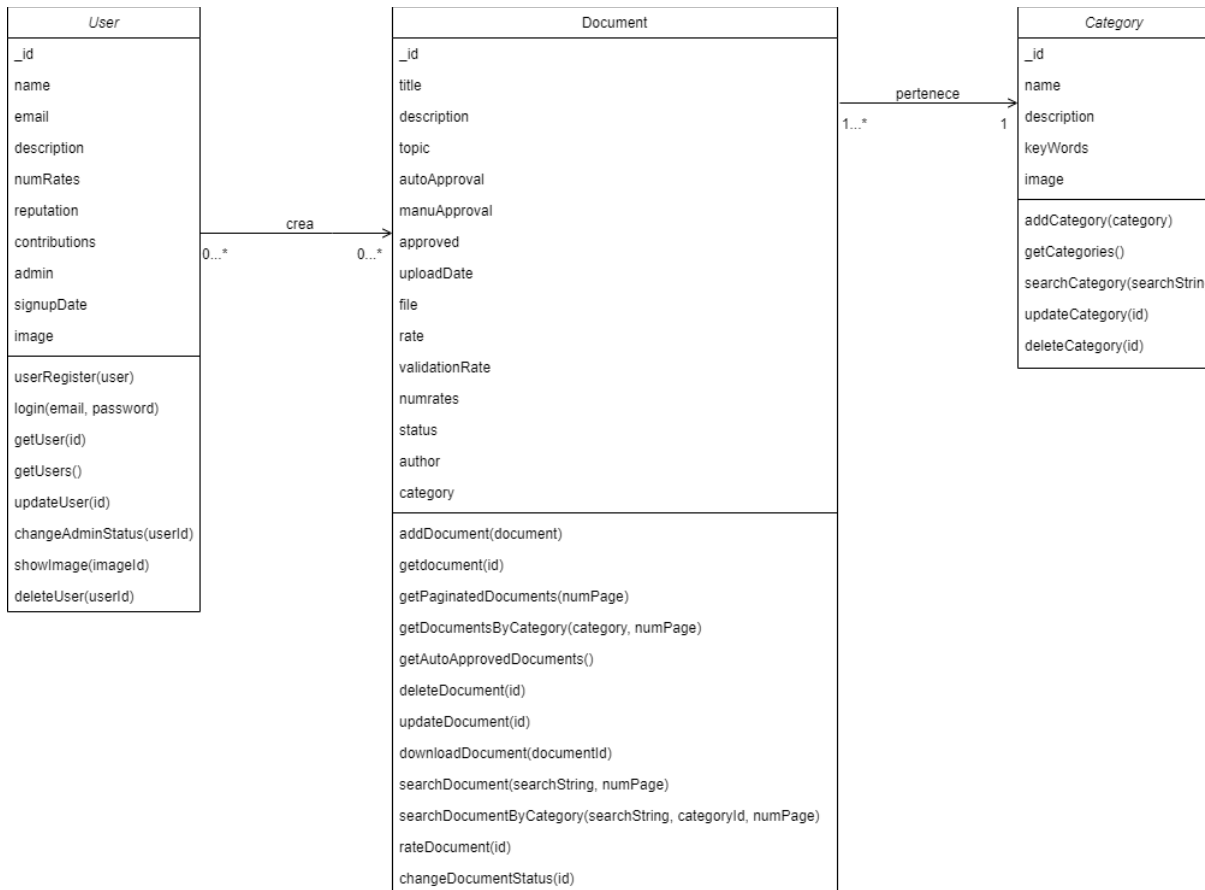 User
_id
name
email
description
numRates
reputation
contributions
admin
signupDate
image
userRegister(user)
login(email, password)
getUser(id)
getUsers()
updateUser(id)
changeAdminStatus(userId)
showImage(imageId)
deleteUser(userId)
crea
0...*
0...*
Document
_id
title
description
topic
autoApproval
manuApproval
approved
uploadDate
file
rate
validationRate
numrates
status
author
category
addDocument(document)
getdocument(id)
getPaginatedDocuments(numPage)
getDocumentsByCategory(category, numPage)
getAutoApprovedDocuments()
deleteDocument(id)
updateDocument(id)
downloadDocument(documentId)
searchDocument(searchString, numPage)
searchDocumentByCategory(searchString, categoryId, numPage)
rateDocument(id)
changeDocumentStatus(id)
pertenece
1...*
1
Category
_id
name
description
keyWords
image
addCategory(category)
getCategories()
searchCategory(searchStrin
updateCategory(id)
deleteCategory(id)